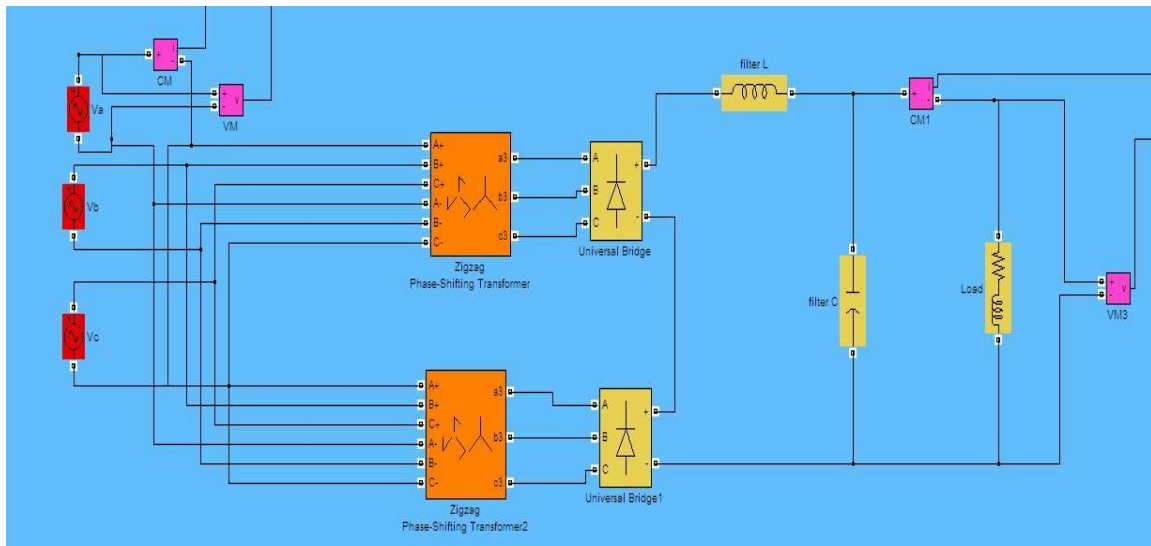 CM
+
i
-
Va
VM
+
-
v
Vb
Vc
A+
B+
C+
A-
B-
C-
a3
b3
c3
Zigzag
Phase-Shifting Transformer
A
B
C
+
-
Universal Bridge
filter L
CM1
+
i
-
filter C
Load
VM3
+
-
v
A+
B+
C+
A-
B-
C-
a3
b3
c3
Zigzag
Phase-Shifting Transformer2
A
B
C
+
-
Universal Bridge1